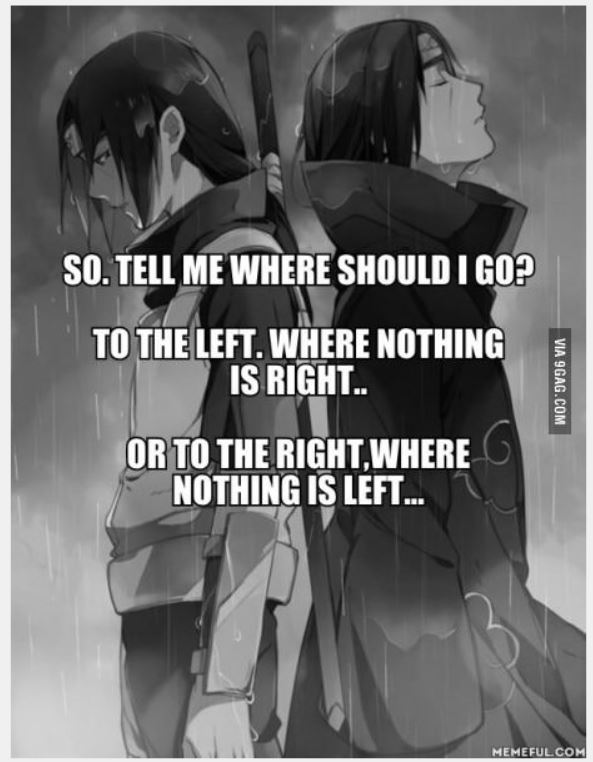 SO. TELL ME WHERE SHOULD I GO?
TO THE LEFT. WHERE NOTHING
IS RIGHT..
OR TO THE RIGHT,WHERE
NOTHING IS LEFT...
VIA 9GAG.COM
MEMEFUL.COM